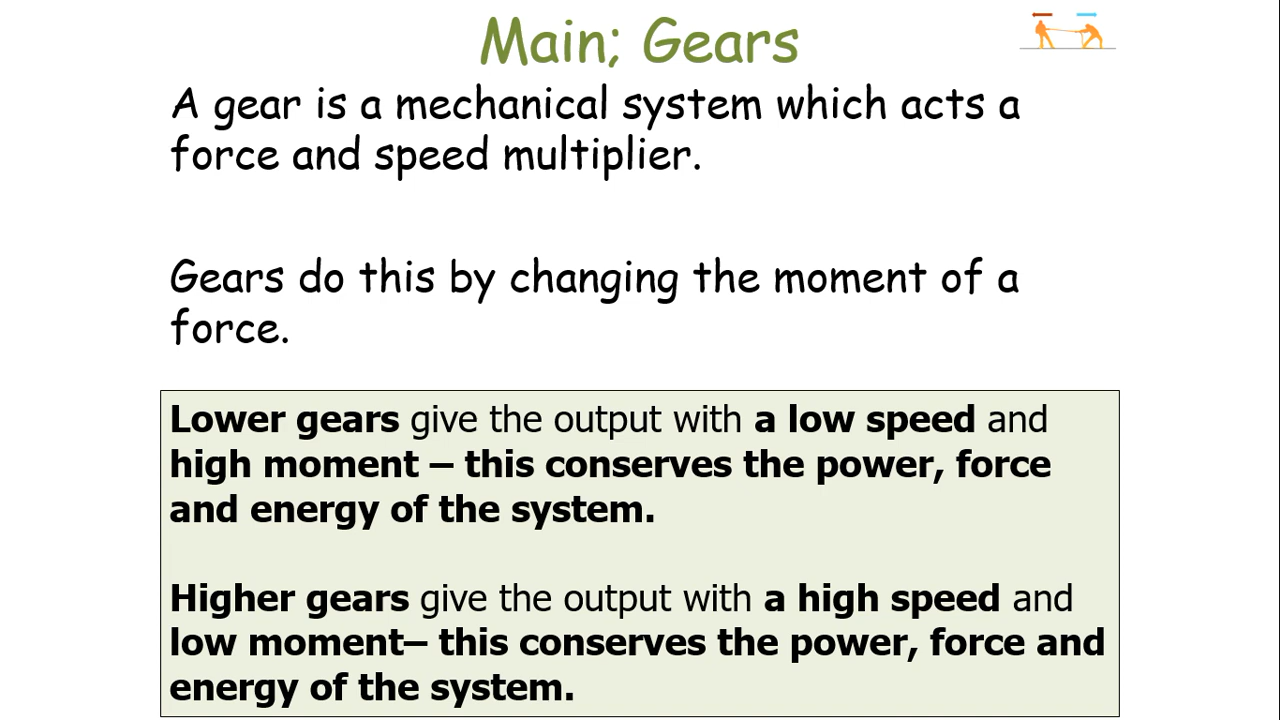 Main; Gears
A gear is a mechanical system which acts a
force and speed multiplier.
Gears do this by changing the moment of a
force.
Lower gears give the output with a low speed and
high moment – this conserves the power, force
and energy of the system.
Higher gears give the output with a high speed and
low moment– this conserves the power, force and
energy of the system.